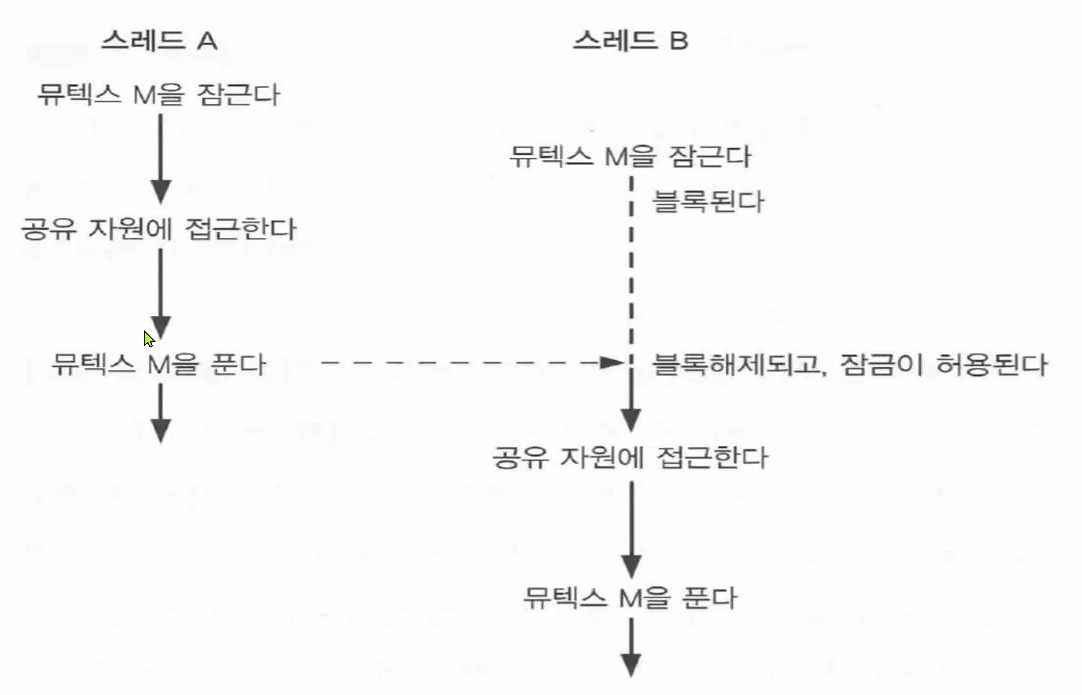 스레드 A
스레드 B
뮤텍스 M을 잠근다
뮤텍스 M을 잠근다
블록된다
공유 자원에 접근한다
뮤텍스 M을 푼다
블록해제되고, 잠금이 허용된다
공유 자원에 접근한다
뮤텍스 M을 푼다